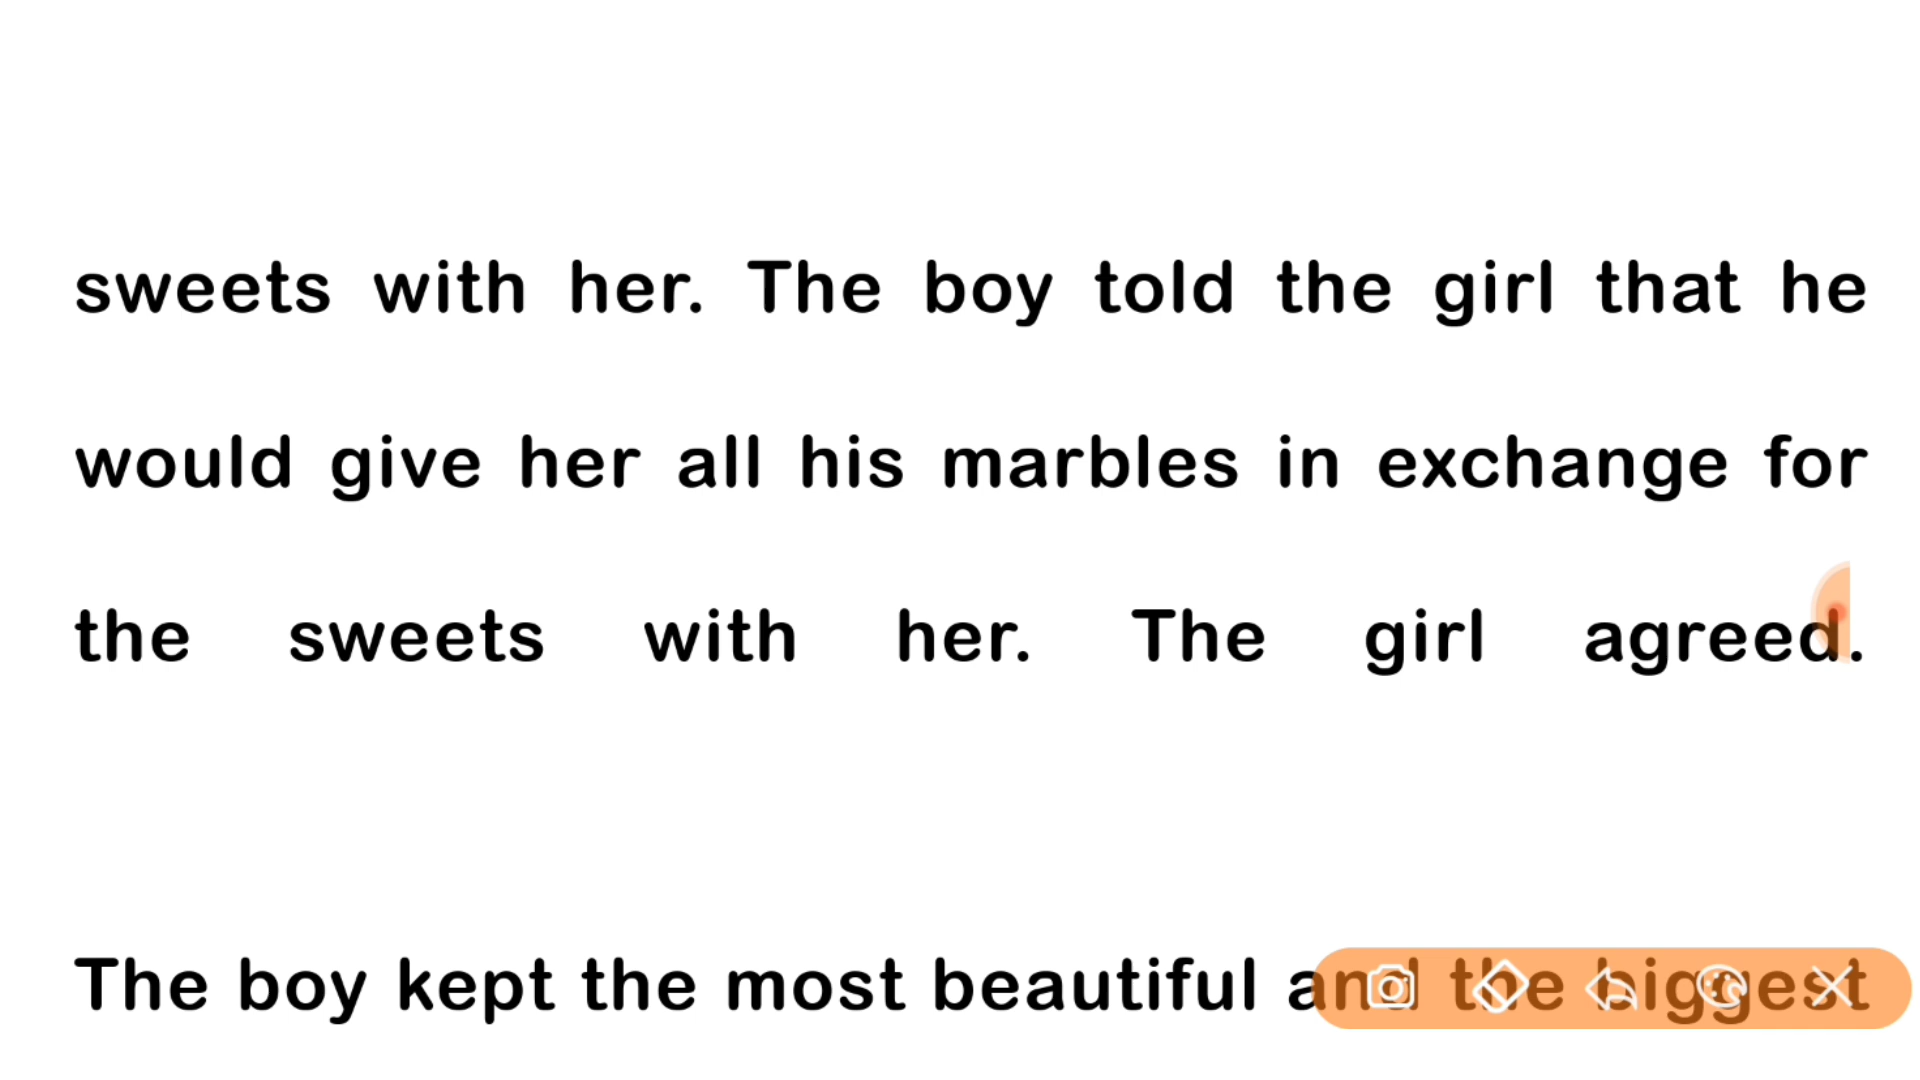 sweets with her. The boy told the girl that he
would give her all his marbles in exchange for
the sweets with her. The girl agreed.
The boy kept the most beautiful and the biggest